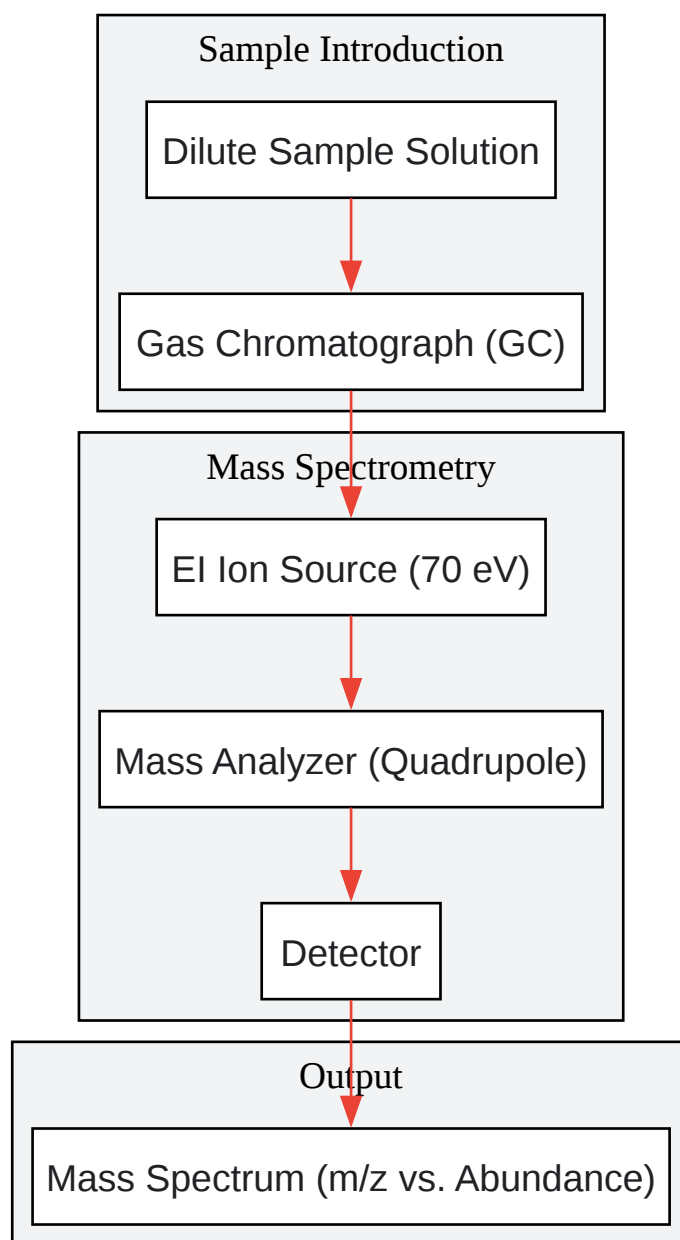 Sample Introduction
Dilute Sample Solution
Gas Chromatograph (GC)
Mass Spectrometry
EI Ion Source (70 eV)
Mass Analyzer (Quadrupole)
Detector
Output
Mass Spectrum (m/z vs. Abundance)